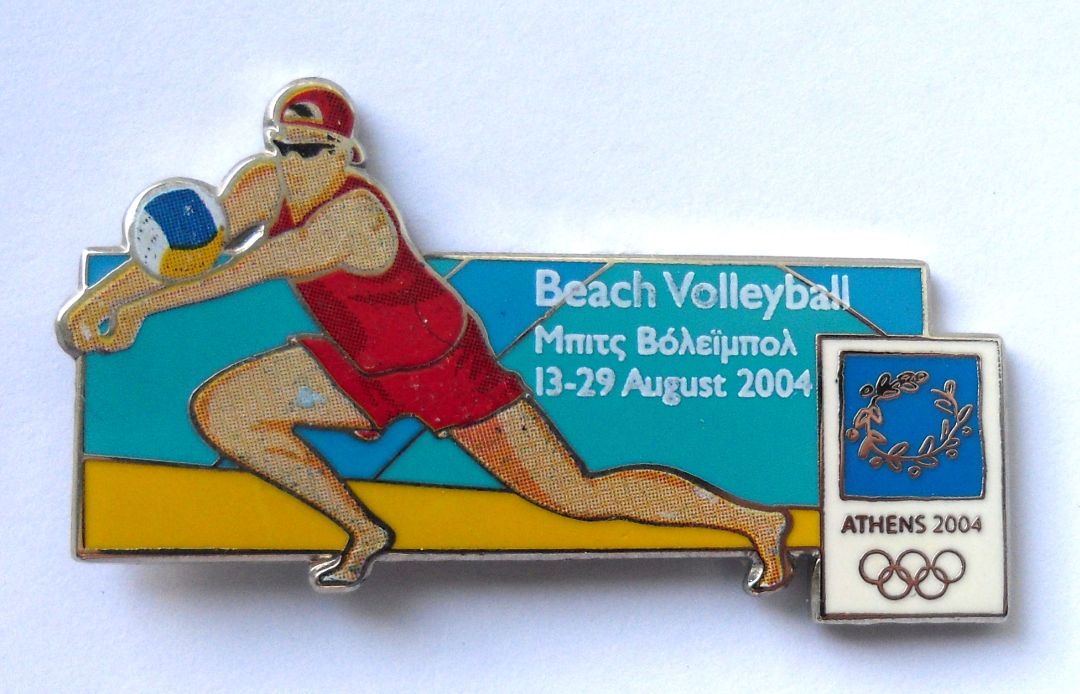 Beach Volleyball
Μπιτς Βόλεϊμπολ
13-29 August 2004
ATHENS 2004